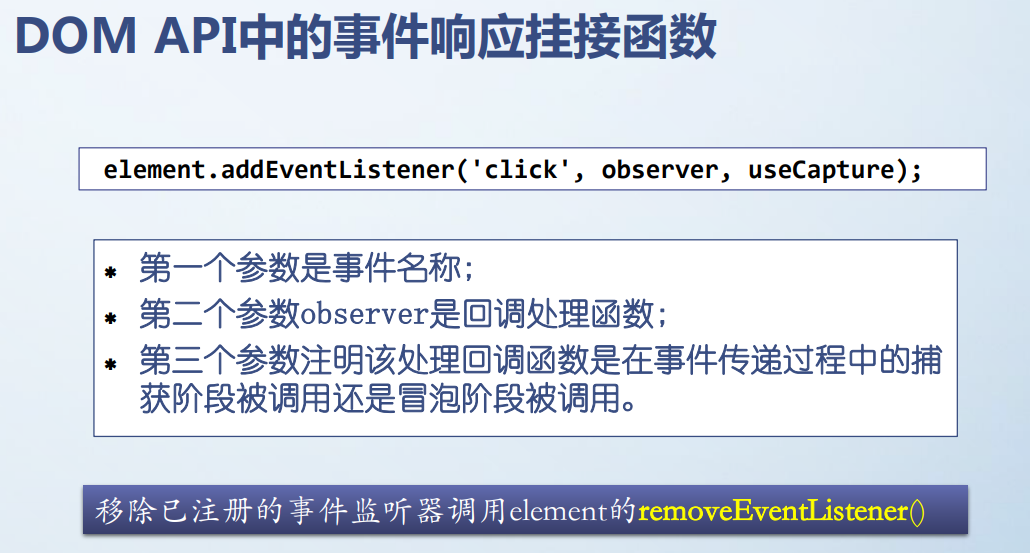 DOM API中的事件响应挂接函数
element.addEventListener('click', observer, useCapture);
* 第一个参数是事件名称;
* 第二个参数observer是回调处理函数;
* 第三个参数注明该处理回调函数是在事件传递过程中的捕
获阶段被调用还是冒泡阶段被调用。
移除已注册的事件监听器调用element的removeEventListener()